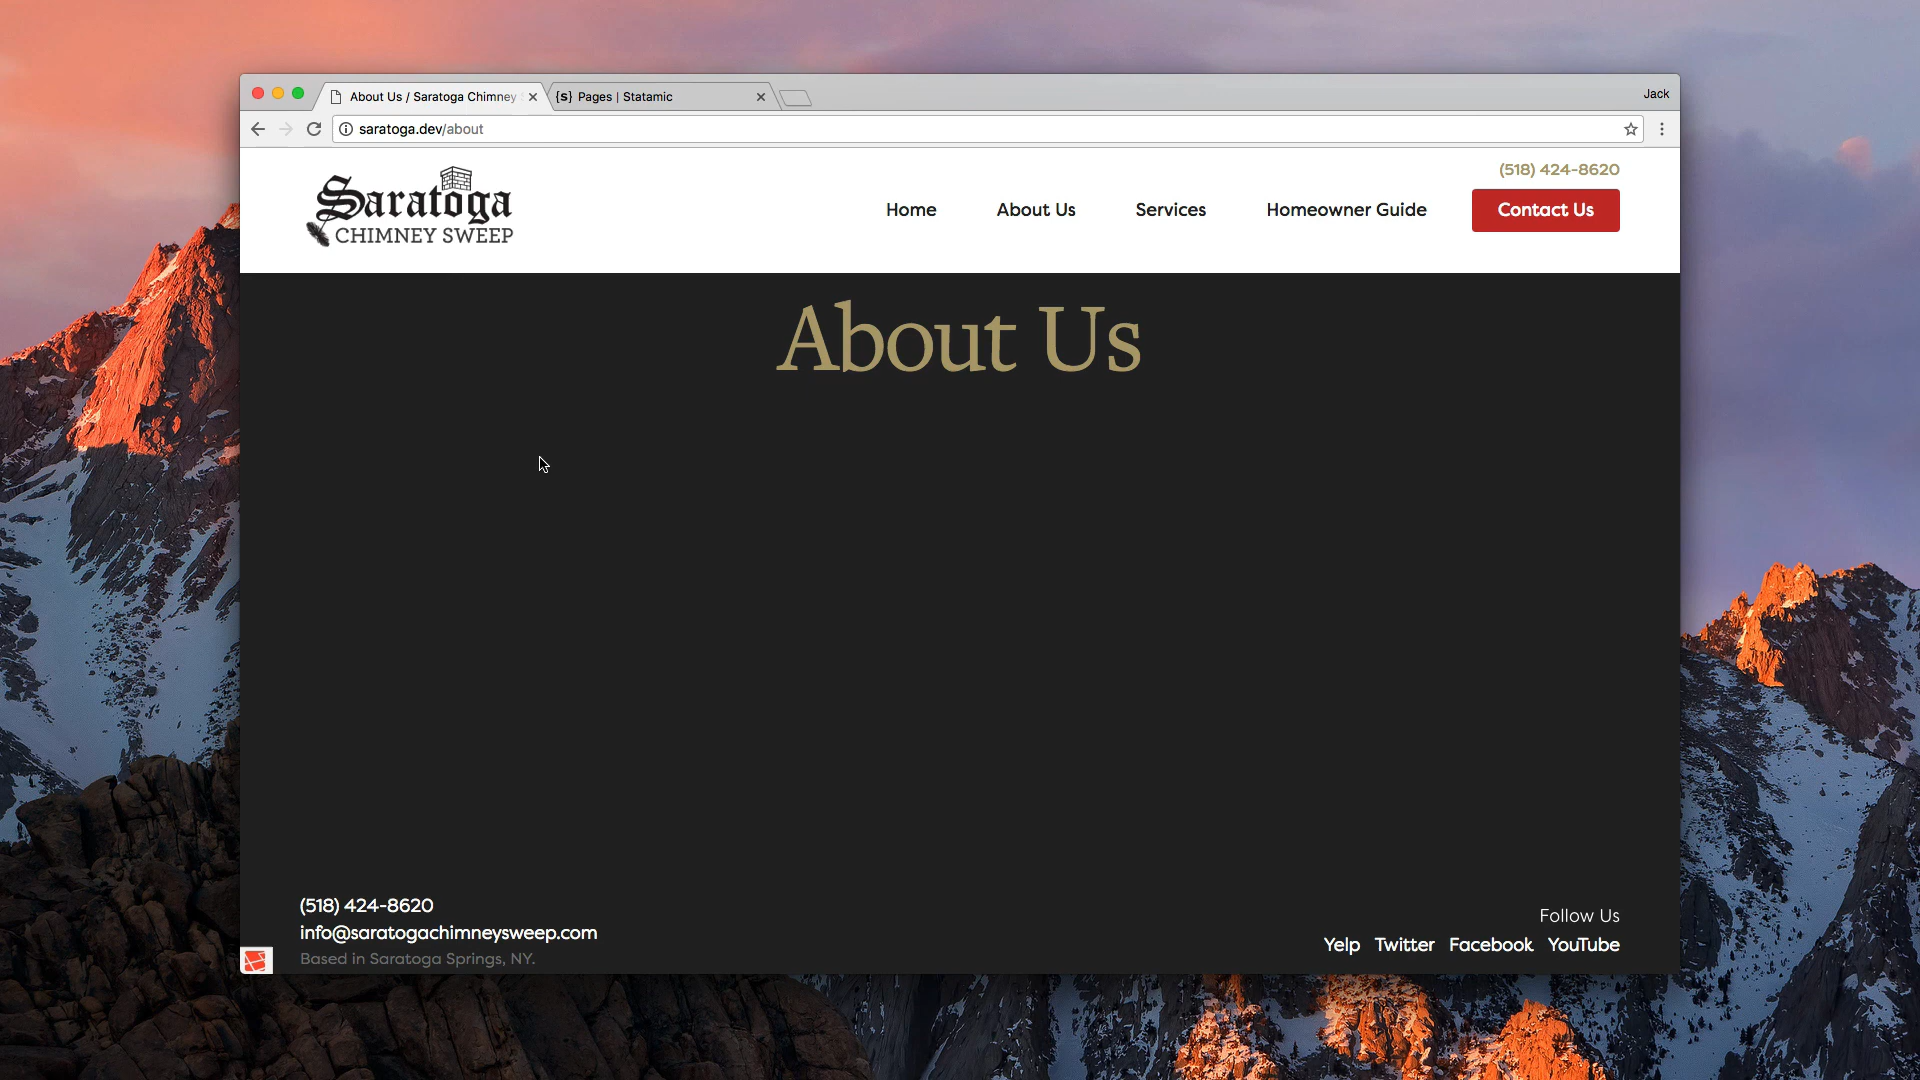 About Us / Saratoga Chimney
{s} Pages | Statamic
Jack
saratoga.dev/about
(518) 424-8620
Saratoga
CHIMNEY SWEEP
Home
About Us
Services
Homeowner Guide
Contact Us
About Us
(518) 424-8620
info@saratogachimneysweep.com
Based in Saratoga Springs, NY.
Follow Us
Yelp Twitter Facebook YouTube